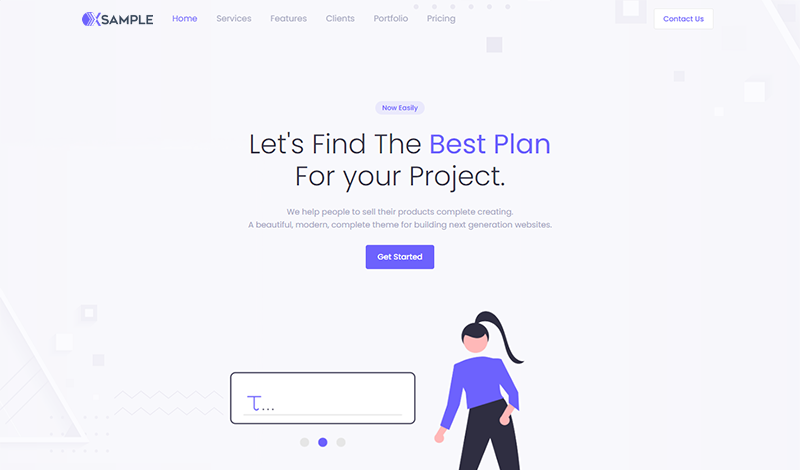 XSAMPLE
Home Services Features Clients Portfolio Pricing
Contact Us
Now Easily
Let's Find The Best Plan
For your Project.
We help people to sell their products complete creating.
A beautiful, modern, complete theme for building next generation websites.
Get Started